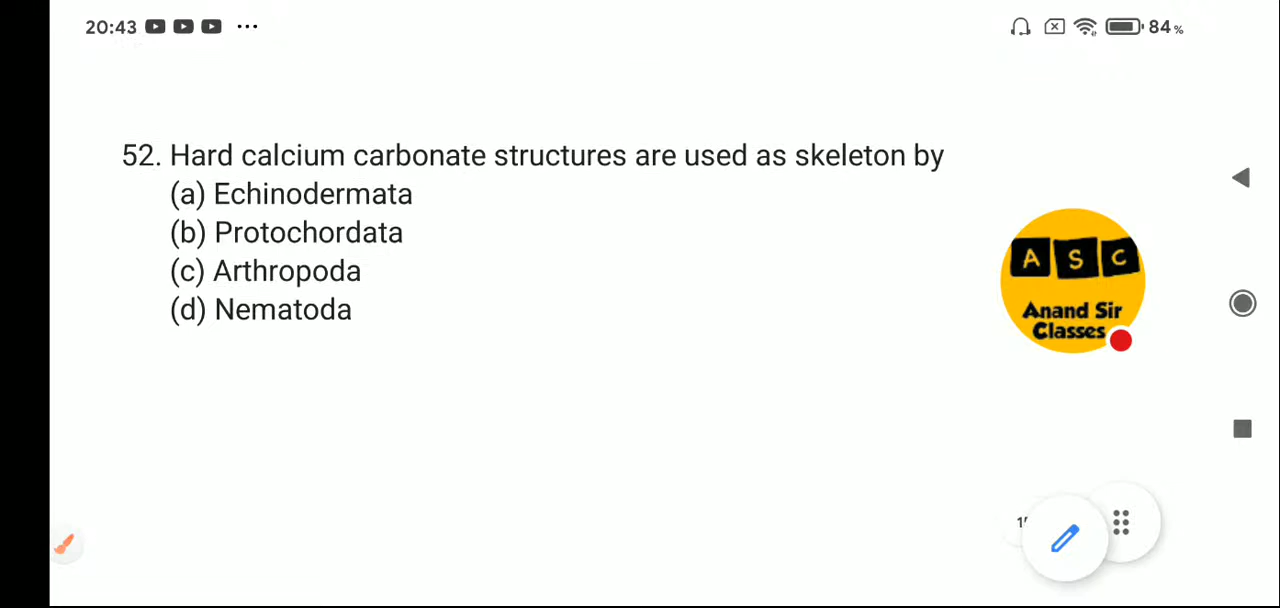 20:43 ... 84%
52. Hard calcium carbonate structures are used as skeleton by
(a) Echinodermata
(b) Protochordata
(c) Arthropoda
(d) Nematoda
A S C
Anand Sir
Classes